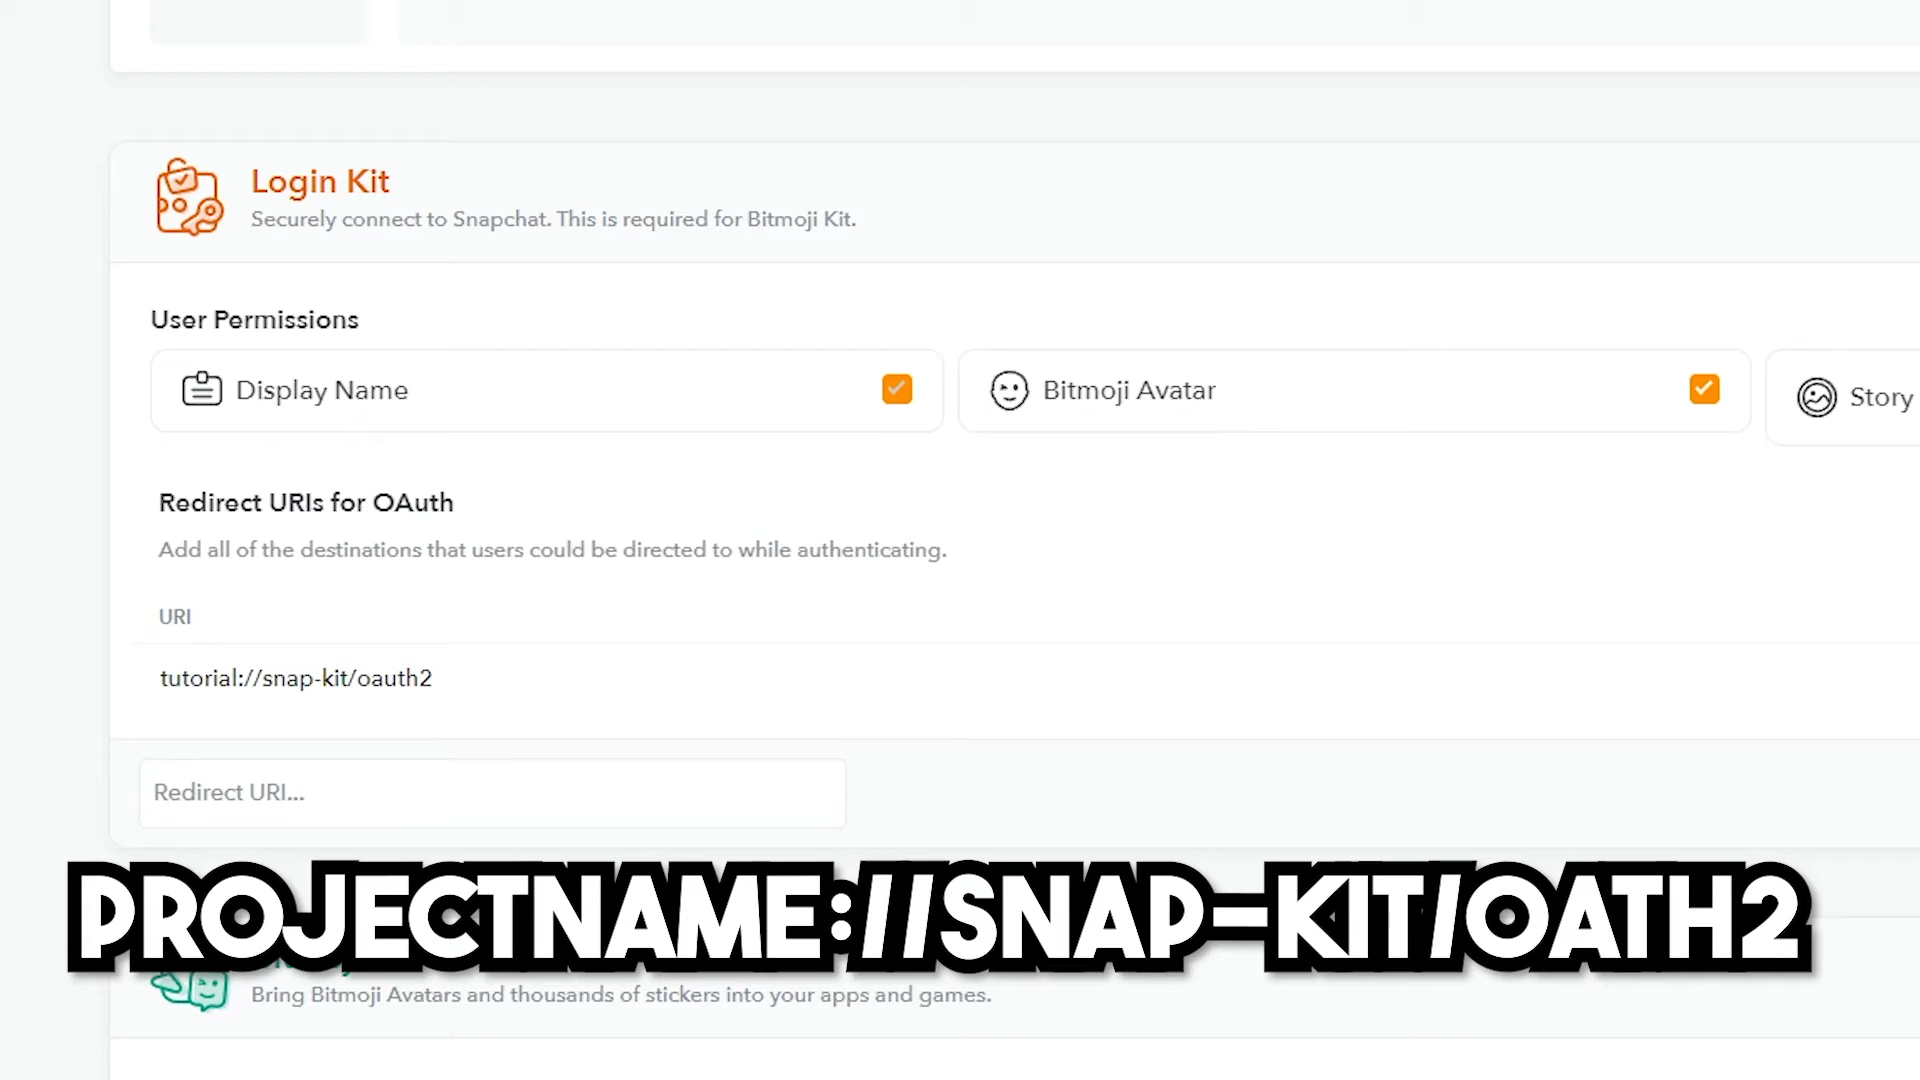 Login Kit
Securely connect to Snapchat. This is required for Bitmoji Kit.
User Permissions
Display Name
Bitmoji Avatar
Story
Redirect URIs for OAuth
Add all of the destinations that users could be directed to while authenticating.
URI
tutorial://snap-kit/oauth2
Redirect URI...
PROJECTNAME://SNAP-KIT/OATH2
Bring Bitmoji Avatars and thousands of stickers into your apps and games.